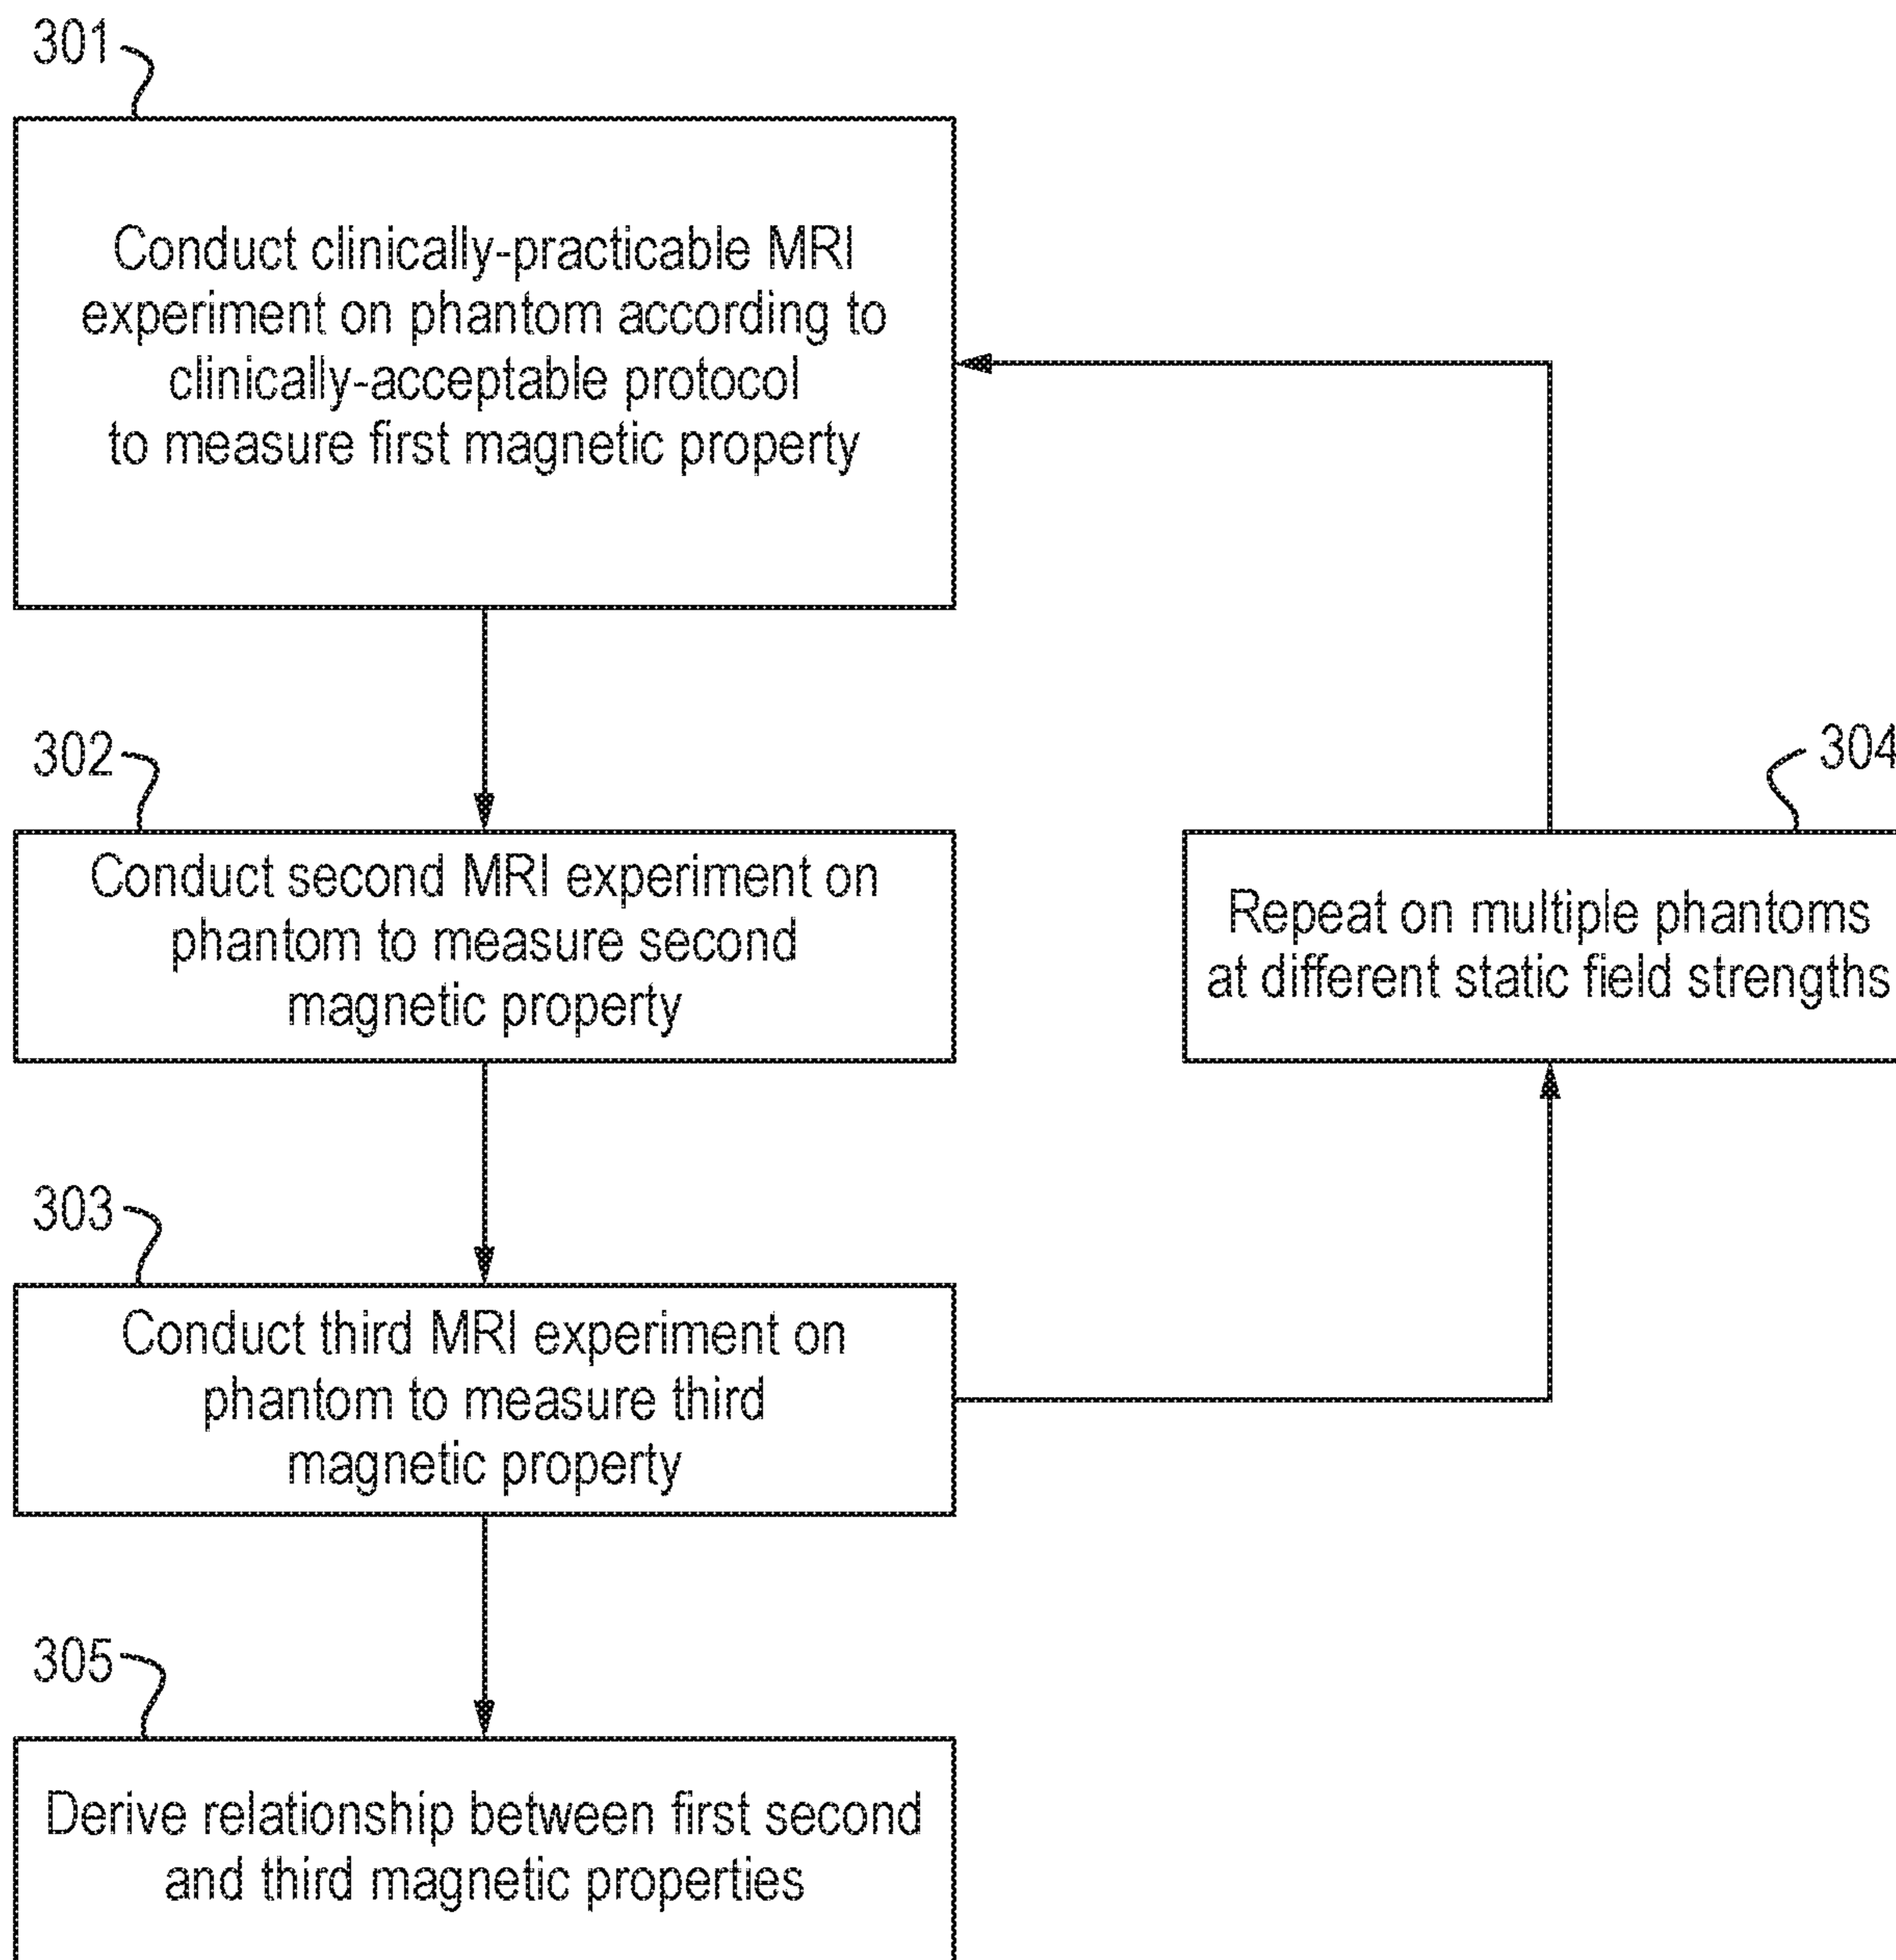 301
Conduct clinically-practicable MRI
experiment on phantom according to
clinically-acceptable protocol
to measure first magnetic property
302
Conduct second MRI experiment on
phantom to measure second
magnetic property
304
Repeat on multiple phantoms
at different static field strengths
303
Conduct third MRI experiment on
phantom to measure third
magnetic property
305
Derive relationship between first second
and third magnetic properties